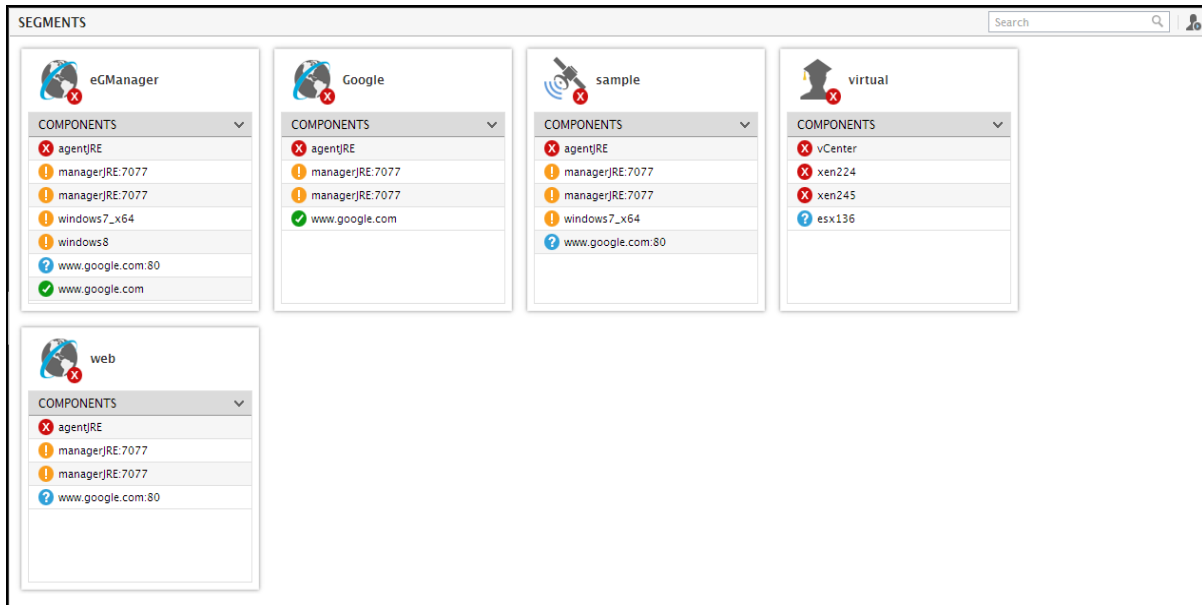 SEGMENTS
Search
eGManager
COMPONENTS
agentJRE
managerJRE:7077
managerJRE:7077
windows7_x64
windows8
www.google.com:80
www.google.com
Google
COMPONENTS
agentJRE
managerJRE:7077
managerJRE:7077
www.google.com
sample
COMPONENTS
agentJRE
managerJRE:7077
managerJRE:7077
windows7_x64
www.google.com:80
virtual
COMPONENTS
vCenter
xen224
xen245
esx136
web
COMPONENTS
agentJRE
managerJRE:7077
managerJRE:7077
www.google.com:80